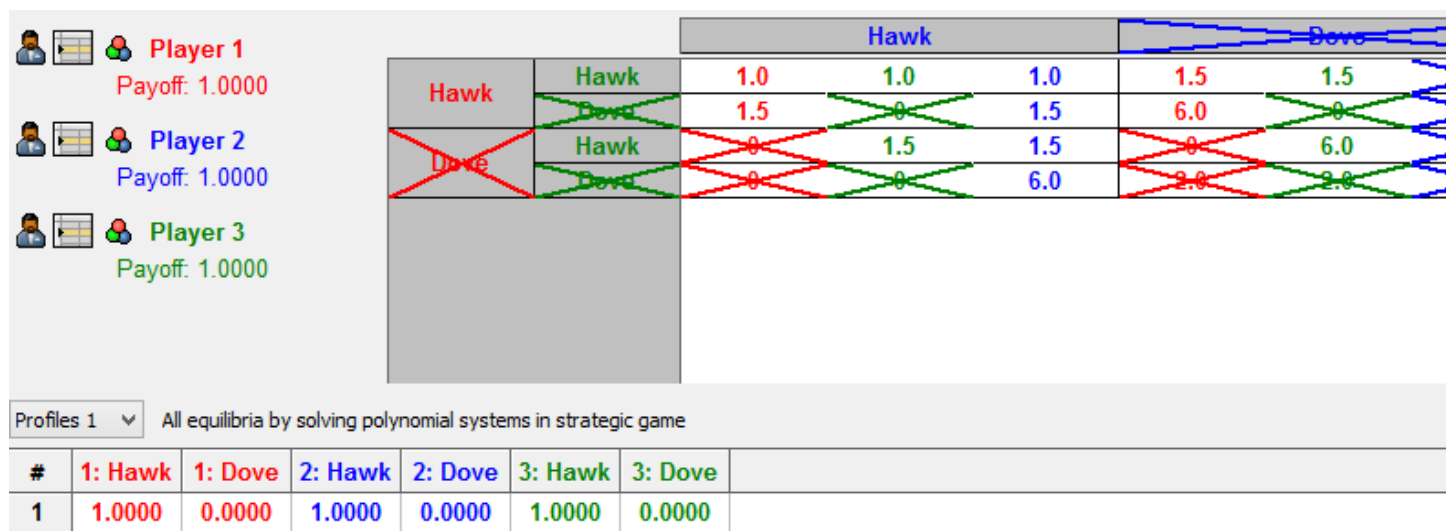 Player 1
Payoff: 1.0000
Player 2
Payoff: 1.0000
Player 3
Payoff: 1.0000
Hawk Dove
Hawk Hawk 1.0 1.0 1.0 1.5 1.5
Dove 1.5 0 1.5 6.0 0
Dove Hawk 0 1.5 1.5 0 6.0
Dove 0 0 6.0 2.0 2.0
Profiles 1 All equilibria by solving polynomial systems in strategic game
# 1: Hawk 1: Dove 2: Hawk 2: Dove 3: Hawk 3: Dove
1 1.0000 0.0000 1.0000 0.0000 1.0000 0.0000